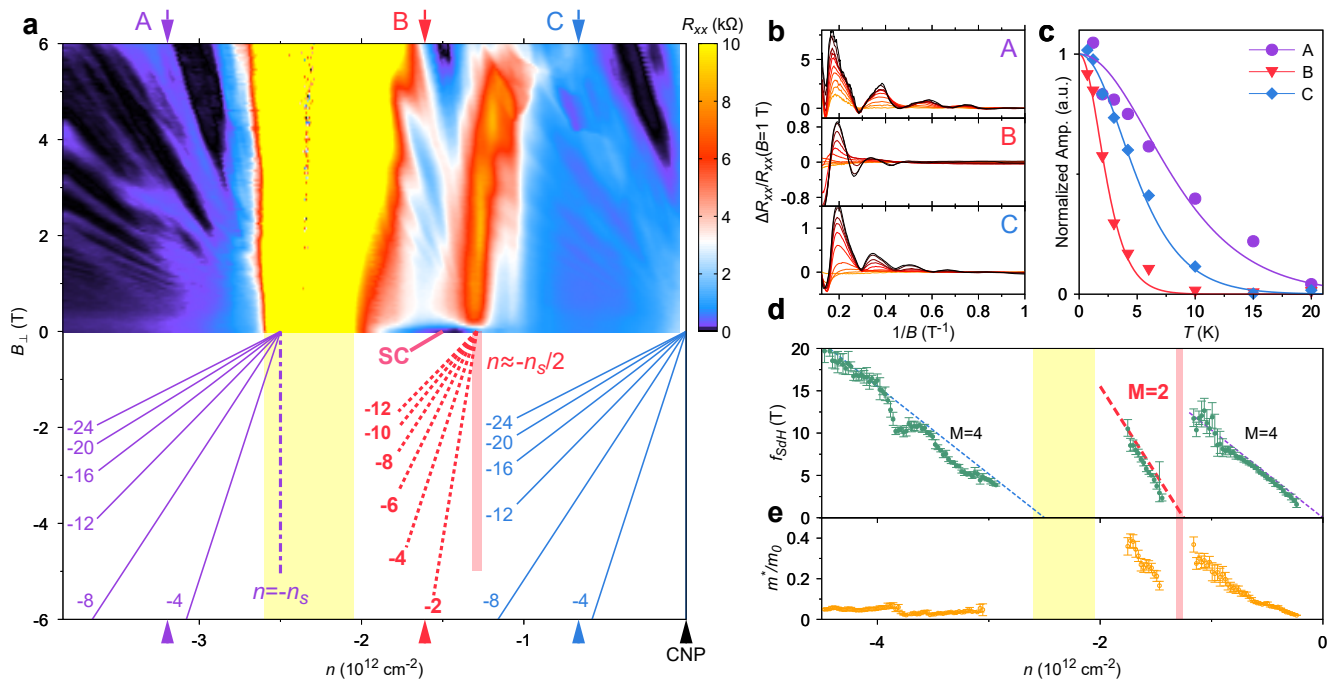 a
A
B
C
R_xx (kΩ)
6
4
2
0
-2
-4
-6
B⊥ (T)
10
8
6
4
2
0
SC
n≈-n_s/2
-24
-20
-16
-12
-8
-4
n=-n_s
-12
-10
-8
-6
-4
-2
-24
-20
-16
-12
-8
-4
-3
-2
-1
CNP
n (10^12 cm^-2)
b
A
B
C
5
0
0.8
0
-0.8
1
0
ΔR_xx/R_xx(B=1 T)
0.2
0.4
0.6
0.8
1
1/B (T^-1)
c
A
B
C
1
0
Normalized Amp. (a.u.)
0
5
10
15
20
T (K)
d
20
15
10
5
0
f_SdH (T)
M=4
M=2
M=4
e
0.4
0.2
0
m*/m_0
-4
-2
0
n (10^12 cm^-2)